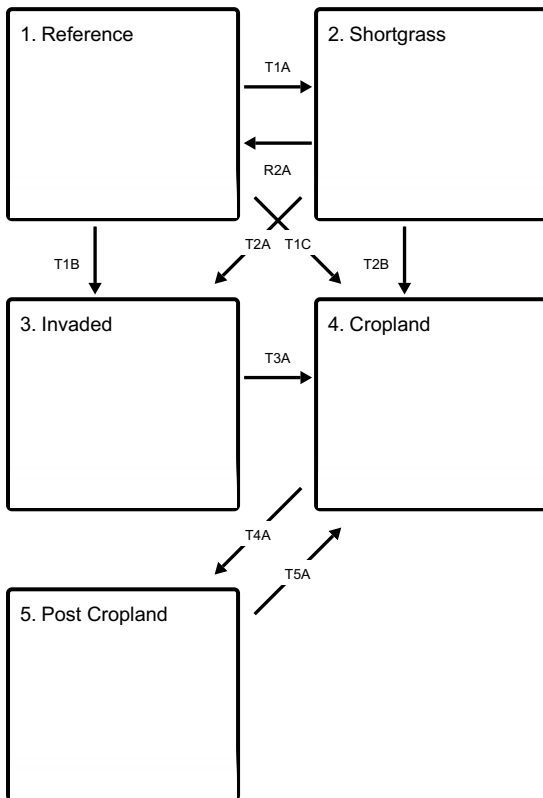 1. Reference
2. Shortgrass
T1A
R2A
T1B
T2A
T1C
T2B
3. Invaded
4. Cropland
T3A
T4A
T5A
5. Post Cropland